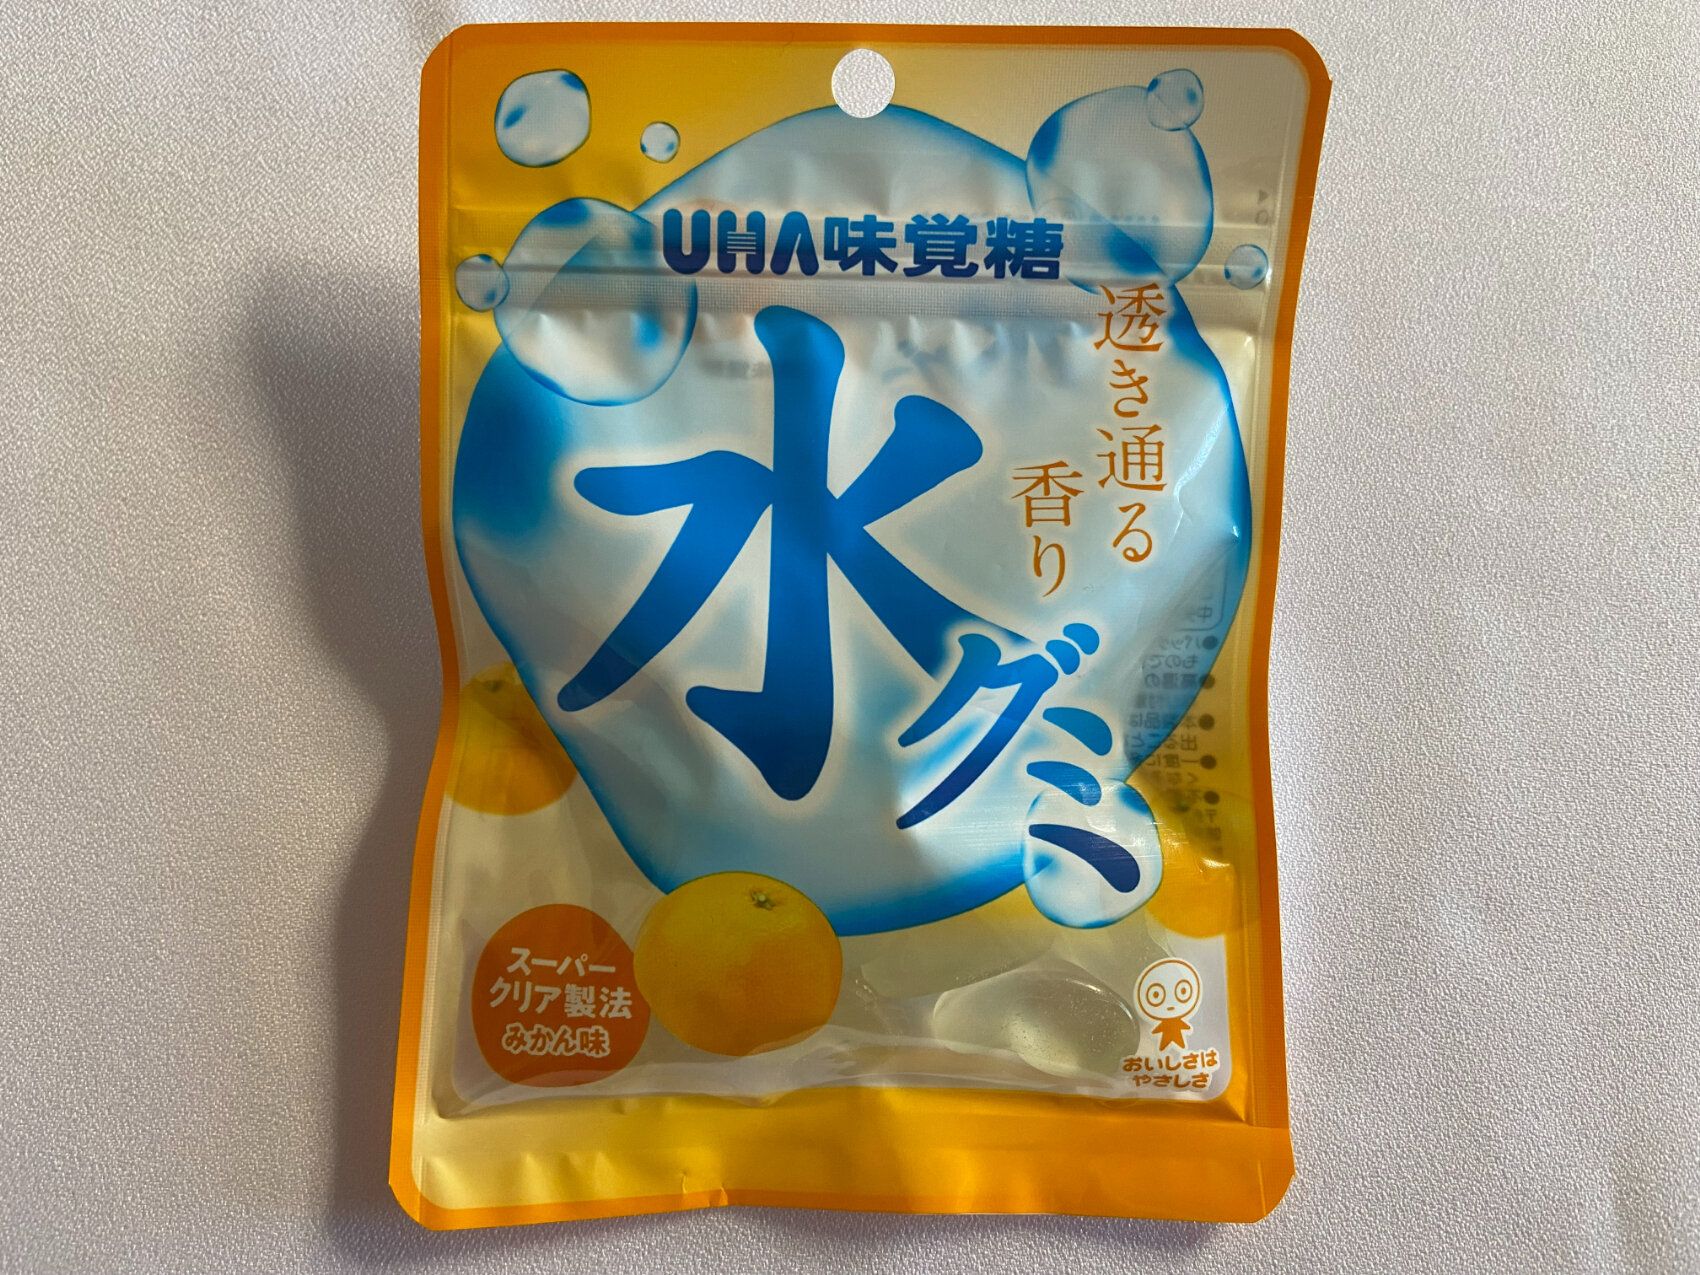 UHA味覚糖
透き通る
香り
水
グミ
スーパー
クリア製法
みかん味
おいしさは
やさしさ